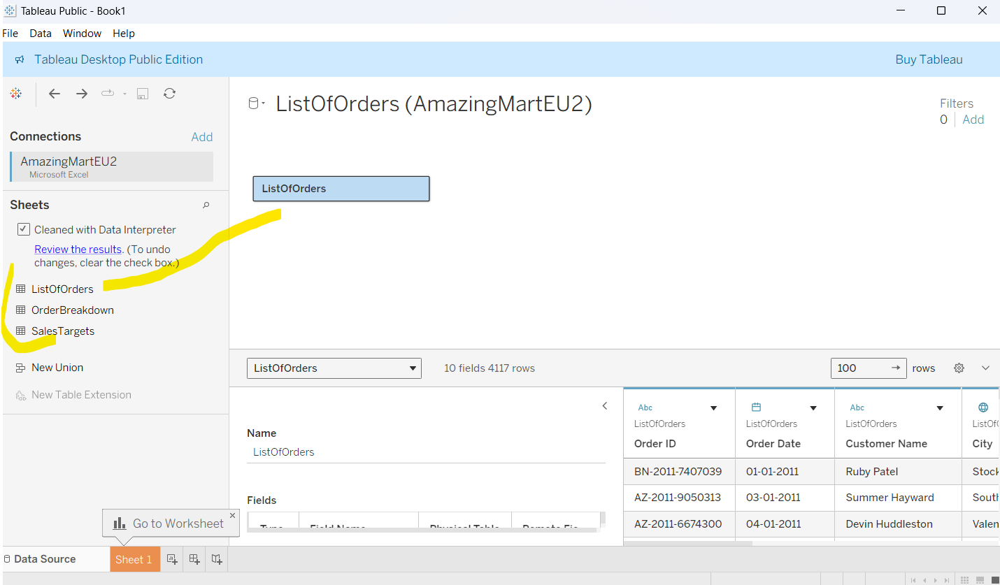 Tableau Public - Book1
File Data Window Help
Tableau Desktop Public Edition Buy Tableau
Connections Add
AmazingMartEU2
Microsoft Excel
Sheets
Cleaned with Data Interpreter
Review the results. (To undo
changes, clear the check box.)
ListOfOrders
OrderBreakdown
SalesTargets
New Union
New Table Extension
ListOfOrders (AmazingMartEU2)
Filters
0 Add
ListOfOrders
ListOfOrders 10 fields 4117 rows 100 rows
Name
ListOfOrders
Fields
Type Field Name Physical Table
Abc Abc
ListOfOrders ListOfOrders ListOfOrders
Order ID Order Date Customer Name City
BN-2011-7407039 01-01-2011 Ruby Patel Stock
AZ-2011-9050313 03-01-2011 Summer Hayward South
AZ-2011-6674300 04-01-2011 Devin Huddleston Valen
Go to Worksheet
Data Source Sheet 1